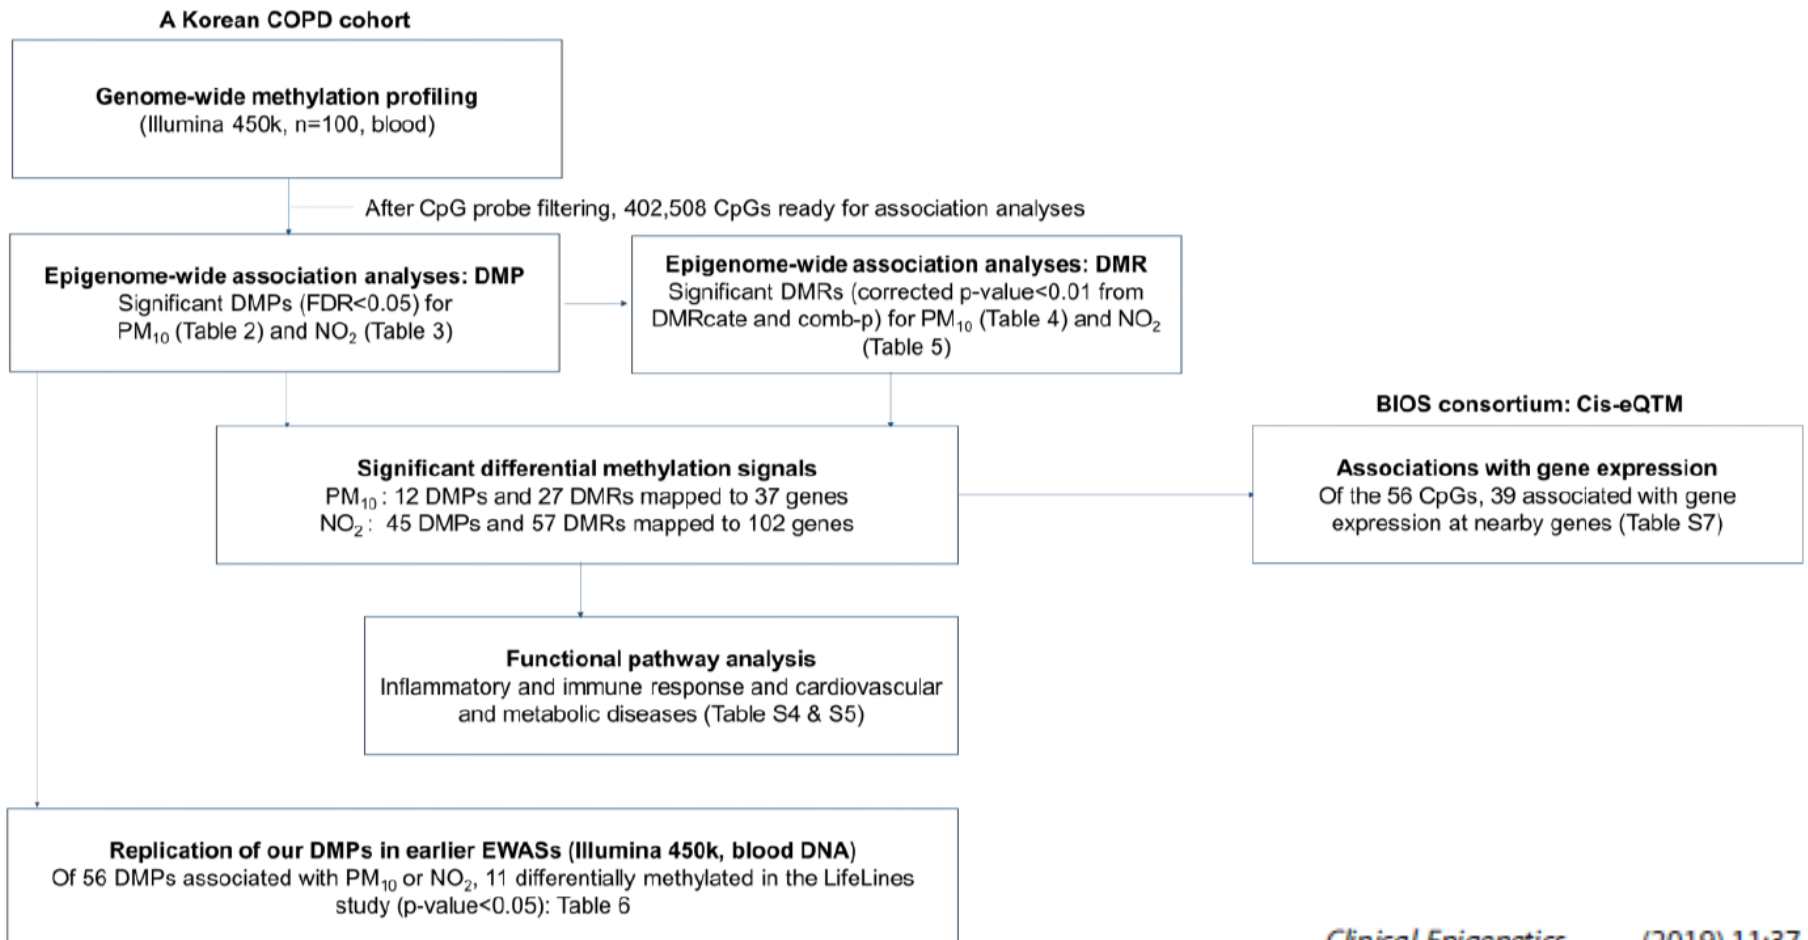 A Korean COPD cohort
Genome-wide methylation profiling
(Illumina 450k, n=100, blood)
After CpG probe filtering, 402,508 CpGs ready for association analyses
Epigenome-wide association analyses: DMP
Significant DMPs (FDR<0.05) for
PM₁₀ (Table 2) and NO₂ (Table 3)
Epigenome-wide association analyses: DMR
Significant DMRs (corrected p-value<0.01 from
DMRcate and comb-p) for PM₁₀ (Table 4) and NO₂
(Table 5)
Significant differential methylation signals
PM₁₀ : 12 DMPs and 27 DMRs mapped to 37 genes
NO₂ : 45 DMPs and 57 DMRs mapped to 102 genes
BIOS consortium: Cis-eQTM
Associations with gene expression
Of the 56 CpGs, 39 associated with gene
expression at nearby genes (Table S7)
Functional pathway analysis
Inflammatory and immune response and cardiovascular
and metabolic diseases (Table S4 & S5)
Replication of our DMPs in earlier EWASs (Illumina 450k, blood DNA)
Of 56 DMPs associated with PM₁₀ or NO₂, 11 differentially methylated in the LifeLines
study (p-value<0.05): Table 6
Clinical Epigenetics (2019) 11:37